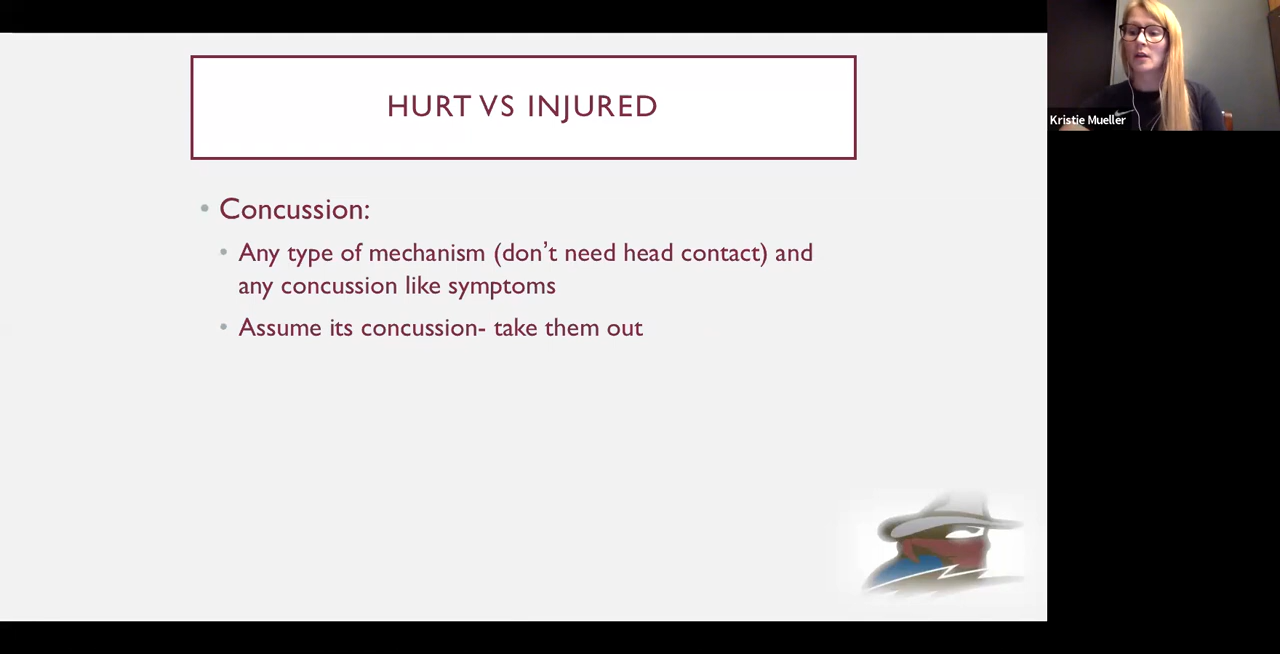 HURT VS INJURED
Kristie Mueller
• Concussion:
• Any type of mechanism (don’t need head contact) and
any concussion like symptoms
• Assume its concussion- take them out